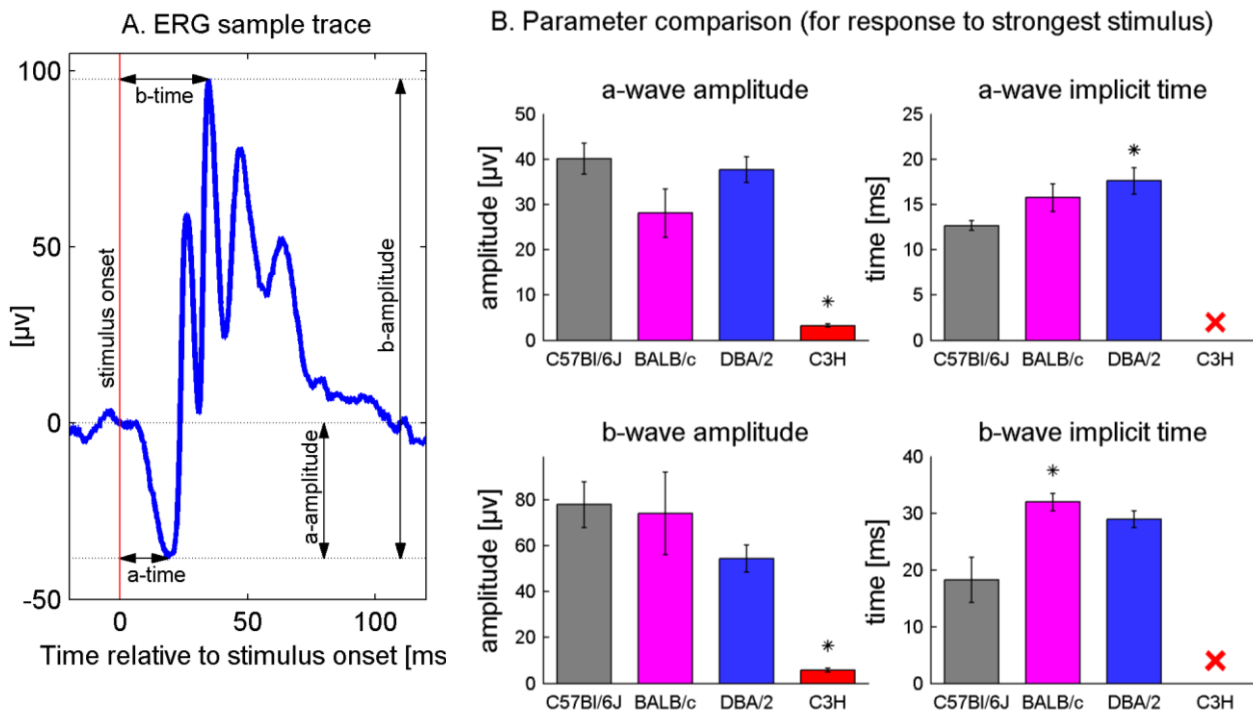 A. ERG sample trace
100
50
0
-50
[µv]
b-time
stimulus onset
b-amplitude
a-amplitude
a-time
0 50 100
Time relative to stimulus onset [ms
B. Parameter comparison (for response to strongest stimulus)
a-wave amplitude
50
40
30
20
10
0
amplitude [µv]
*
C57Bl/6J BALB/c DBA/2 C3H
a-wave implicit time
25
20
15
10
5
0
time [ms]
*
C57Bl/6J BALB/c DBA/2 C3H
b-wave amplitude
80
60
40
20
0
amplitude [µv]
*
C57Bl/6J BALB/c DBA/2 C3H
b-wave implicit time
40
30
20
10
0
time [ms]
*
C57Bl/6J BALB/c DBA/2 C3H